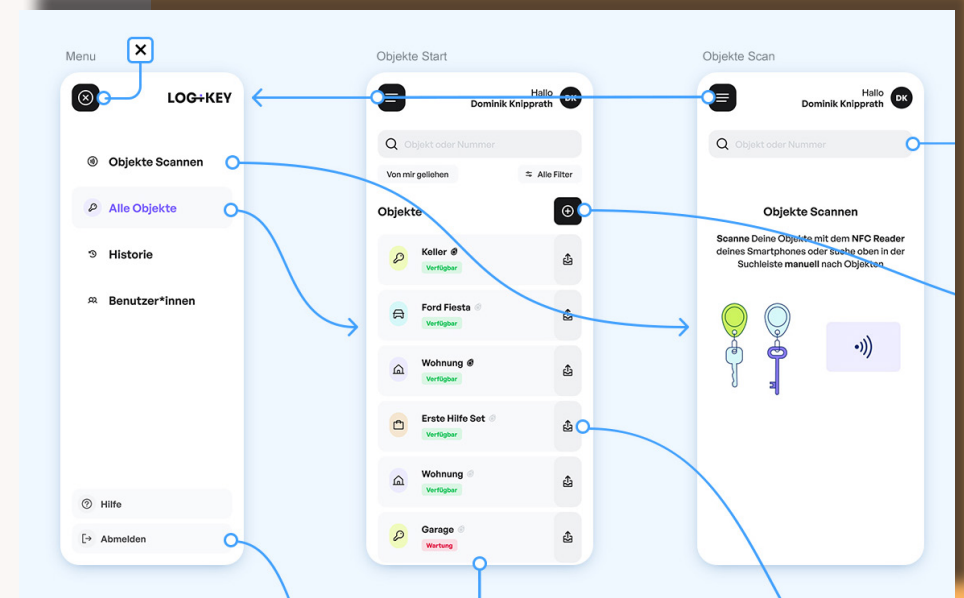 Menu
LOG÷KEY
Objekte Scannen
Alle Objekte
Historie
Benutzer*innen
Hilfe
Abmelden
Objekte Start
Hallo
Dominik Knipprath
DK
Objekt oder Nummer
Von mir geliehen
Alle Filter
Objekte
Keller
Verfügbar
Ford Fiesta
Verfügbar
Wohnung
Verfügbar
Erste Hilfe Set
Verfügbar
Wohnung
Verfügbar
Garage
Wartung
Objekte Scan
Hallo
Dominik Knipprath
DK
Objekt oder Nummer
Objekte Scannen
Scanne Deine Objekte mit dem NFC Reader
deines Smartphones oder suche oben in der
Suchleiste manuell nach Objekten